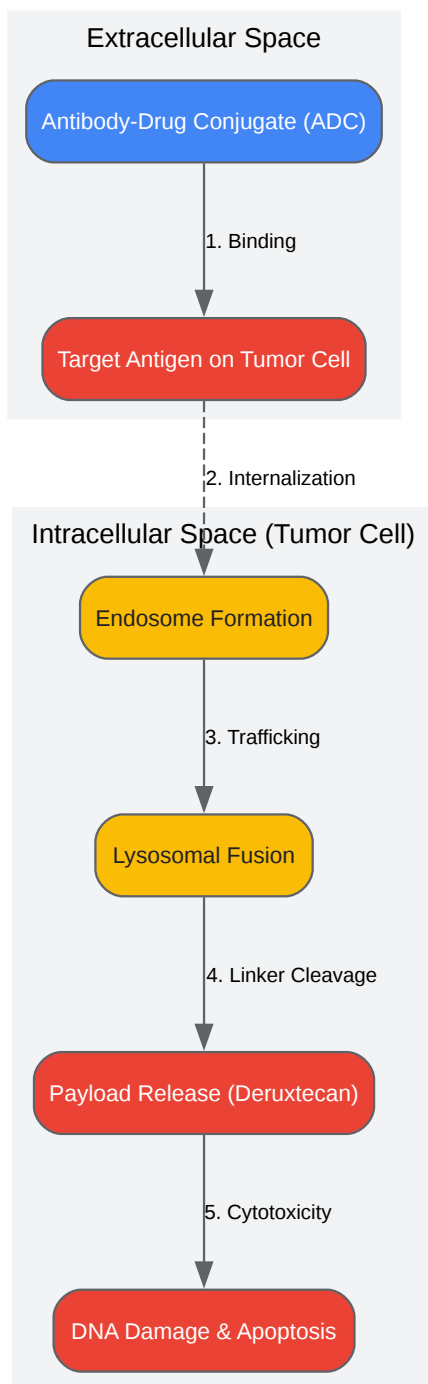 Extracellular Space
Antibody-Drug Conjugate (ADC)
1. Binding
Target Antigen on Tumor Cell
2. Internalization
Intracellular Space (Tumor Cell)
Endosome Formation
3. Trafficking
Lysosomal Fusion
4. Linker Cleavage
Payload Release (Deruxtecan)
5. Cytotoxicity
DNA Damage & Apoptosis